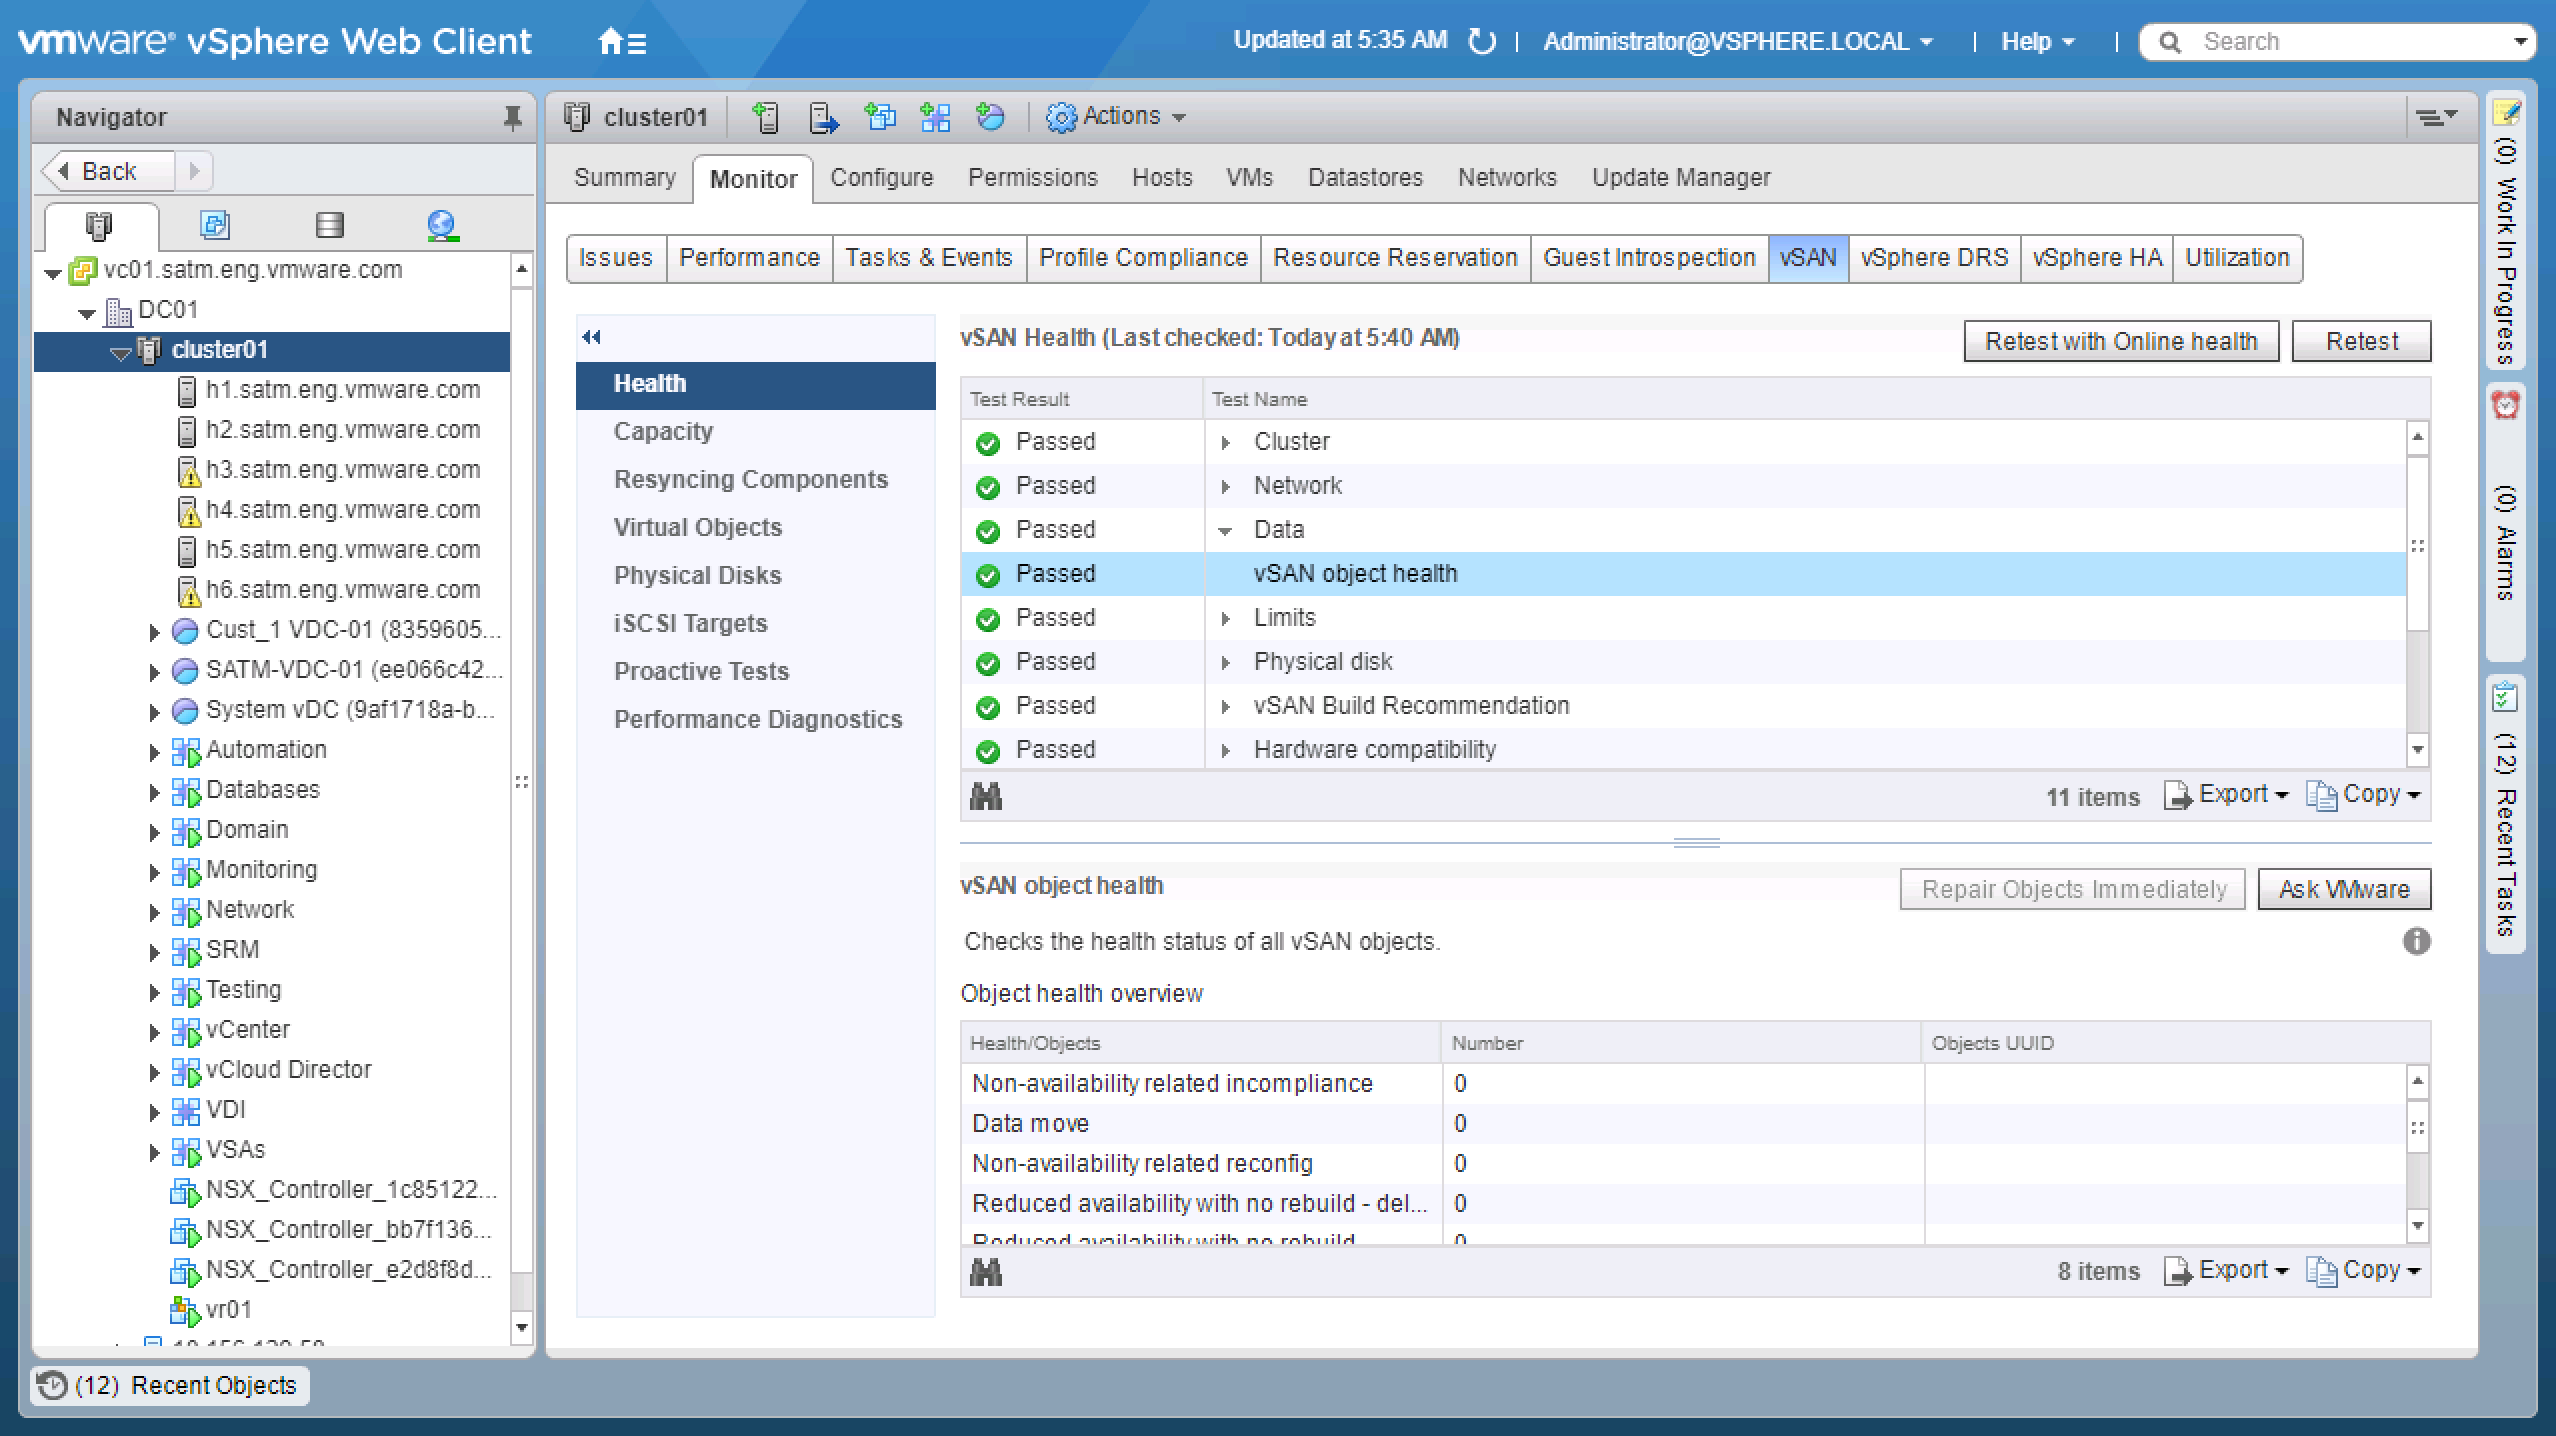 vmware® vSphere Web Client
Updated at 5:35 AM
Administrator@VSPHERE.LOCAL
Help
Search
Navigator
Back
vc01.satm.eng.vmware.com
DC01
cluster01
h1.satm.eng.vmware.com
h2.satm.eng.vmware.com
h3.satm.eng.vmware.com
h4.satm.eng.vmware.com
h5.satm.eng.vmware.com
h6.satm.eng.vmware.com
Cust_1 VDC-01 (8359605...
SATM-VDC-01 (ee066c42...
System vDC (9af1718a-b...
Automation
Databases
Domain
Monitoring
Network
SRM
Testing
vCenter
vCloud Director
VDI
VSAs
NSX_Controller_1c85122...
NSX_Controller_bb7f136...
NSX_Controller_e2d8f8d...
vr01
(12) Recent Objects
cluster01
Actions
Summary
Monitor
Configure
Permissions
Hosts
VMs
Datastores
Networks
Update Manager
Issues
Performance
Tasks & Events
Profile Compliance
Resource Reservation
Guest Introspection
vSAN
vSphere DRS
vSphere HA
Utilization
Health
Capacity
Resyncing Components
Virtual Objects
Physical Disks
iSCSI Targets
Proactive Tests
Performance Diagnostics
vSAN Health (Last checked: Today at 5:40 AM)
Retest with Online health
Retest
Test Result Test Name
Passed Cluster
Passed Network
Passed Data
Passed vSAN object health
Passed Limits
Passed Physical disk
Passed vSAN Build Recommendation
Passed Hardware compatibility
11 items Export Copy
vSAN object health
Repair Objects Immediately
Ask VMware
Checks the health status of all vSAN objects.
Object health overview
Health/Objects Number Objects UUID
Non-availability related incompliance 0
Data move 0
Non-availability related reconfig 0
Reduced availability with no rebuild - del... 0
Reduced availability with no rebuild 0
8 items Export Copy
(0) Work In Progress
(0) Alarms
(12) Recent Tasks